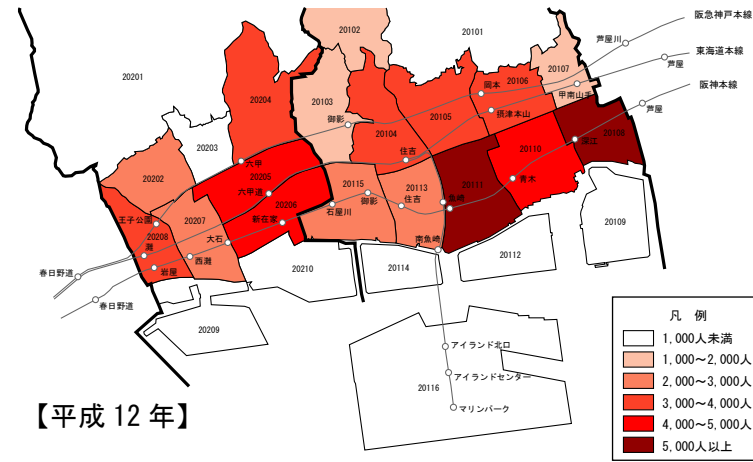 阪急神戸本線
20102
20101
芦屋川
東海道本線
20201
20107
芦屋
20106
岡本
甲南山手
阪神本線
20204
20103
摂津本山
芦屋
御影
20105
20104
20108
20203
深江
20110
住吉
六甲
20202
20205
青木
20115
20113
20111
六甲道
御影
住吉
魚崎
王子公園
20207
新在家
20206
石屋川
20109
20208
大石
灘
西灘
南魚崎
20112
岩屋
20210
20114
春日野道
春日野道
20209
凡 例
1,000人未満
1,000～2,000人
2,000～3,000人
3,000～4,000人
4,000～5,000人
5,000人以上
アイランド北口
アイランドセンター
20116
マリンパーク
【平成 12 年】